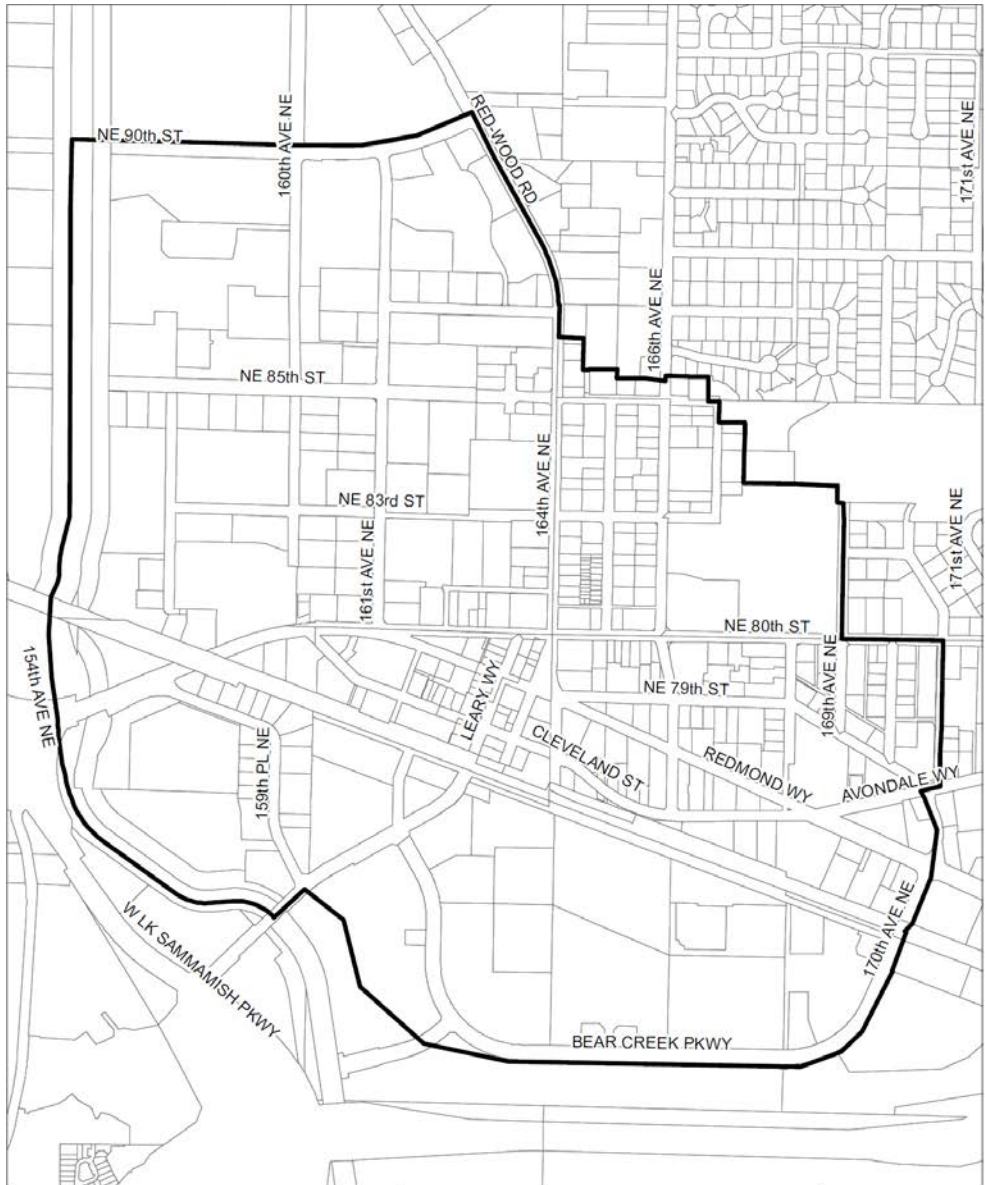 RED-WOOD RD
NE 90th ST
160th AVE NE
171st AVE NE
166th AVE NE
NE 85th ST
164th AVE NE
NE 83rd ST
161st AVE NE
171st AVE NE
NE 80th ST
154th AVE NE
LEARY WY
NE 79th ST
169th AVE NE
159th PL NE
CLEVELAND ST
REDMOND WY
AVONDALE WY
W LK SAMMAMISH PKWY
170th AVE NE
BEAR CREEK PKWY